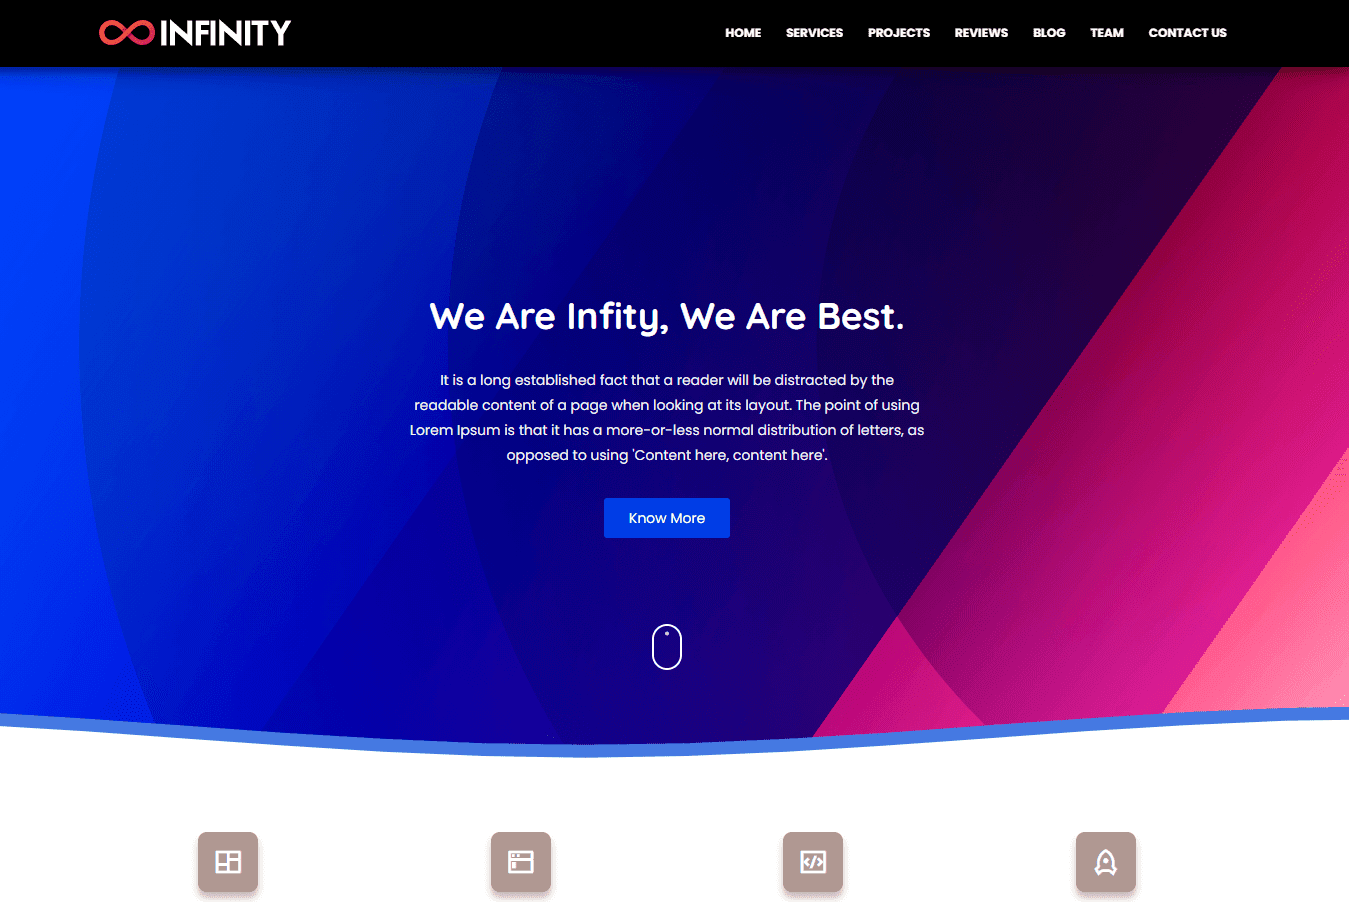 INFINITY
HOME SERVICES PROJECTS REVIEWS BLOG TEAM CONTACT US
We Are Infity, We Are Best.
It is a long established fact that a reader will be distracted by the
readable content of a page when looking at its layout. The point of using
Lorem Ipsum is that it has a more-or-less normal distribution of letters, as
opposed to using 'Content here, content here'.
Know More